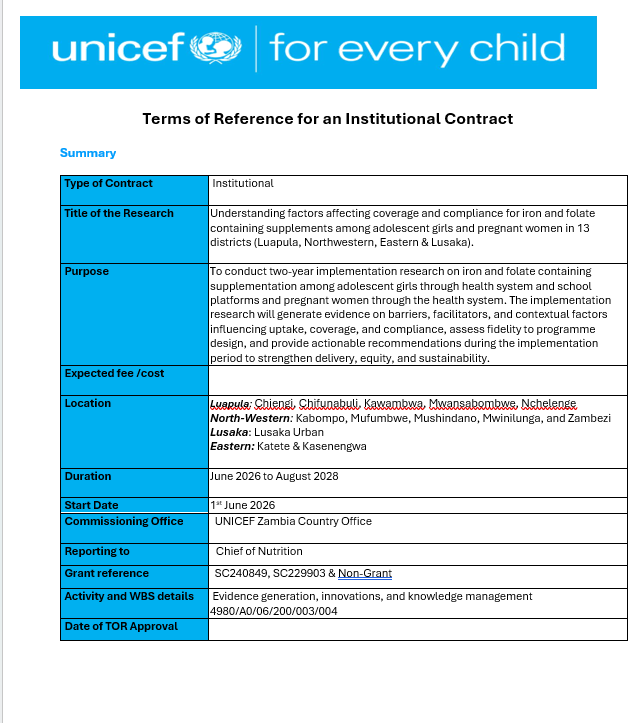 unicef for every child
Terms of Reference for an Institutional Contract
Summary
Type of Contract Institutional
Title of the Research Understanding factors affecting coverage and compliance for iron and folate
containing supplements among adolescent girls and pregnant women in 13
districts (Luapula, Northwestern, Eastern & Lusaka).
Purpose To conduct two-year implementation research on iron and folate containing
supplementation among adolescent girls through health system and school
platforms and pregnant women through the health system. The implementation
research will generate evidence on barriers, facilitators, and contextual factors
influencing uptake, coverage, and compliance, assess fidelity to programme
design, and provide actionable recommendations during the implementation
period to strengthen delivery, equity, and sustainability.
Expected fee /cost
Location Luapula: Chiengi, Chifunabuli, Kawambwa, Mwansabombwe, Nchelenge
North-Western: Kabompo, Mufumbwe, Mushindano, Mwinilunga, and Zambezi
Lusaka: Lusaka Urban
Eastern: Katete & Kasenengwa
Duration June 2026 to August 2028
Start Date 1st June 2026
Commissioning Office UNICEF Zambia Country Office
Reporting to Chief of Nutrition
Grant reference SC240849, SC229903 & Non-Grant
Activity and WBS details Evidence generation, innovations, and knowledge management
4980/A0/06/200/003/004
Date of TOR Approval